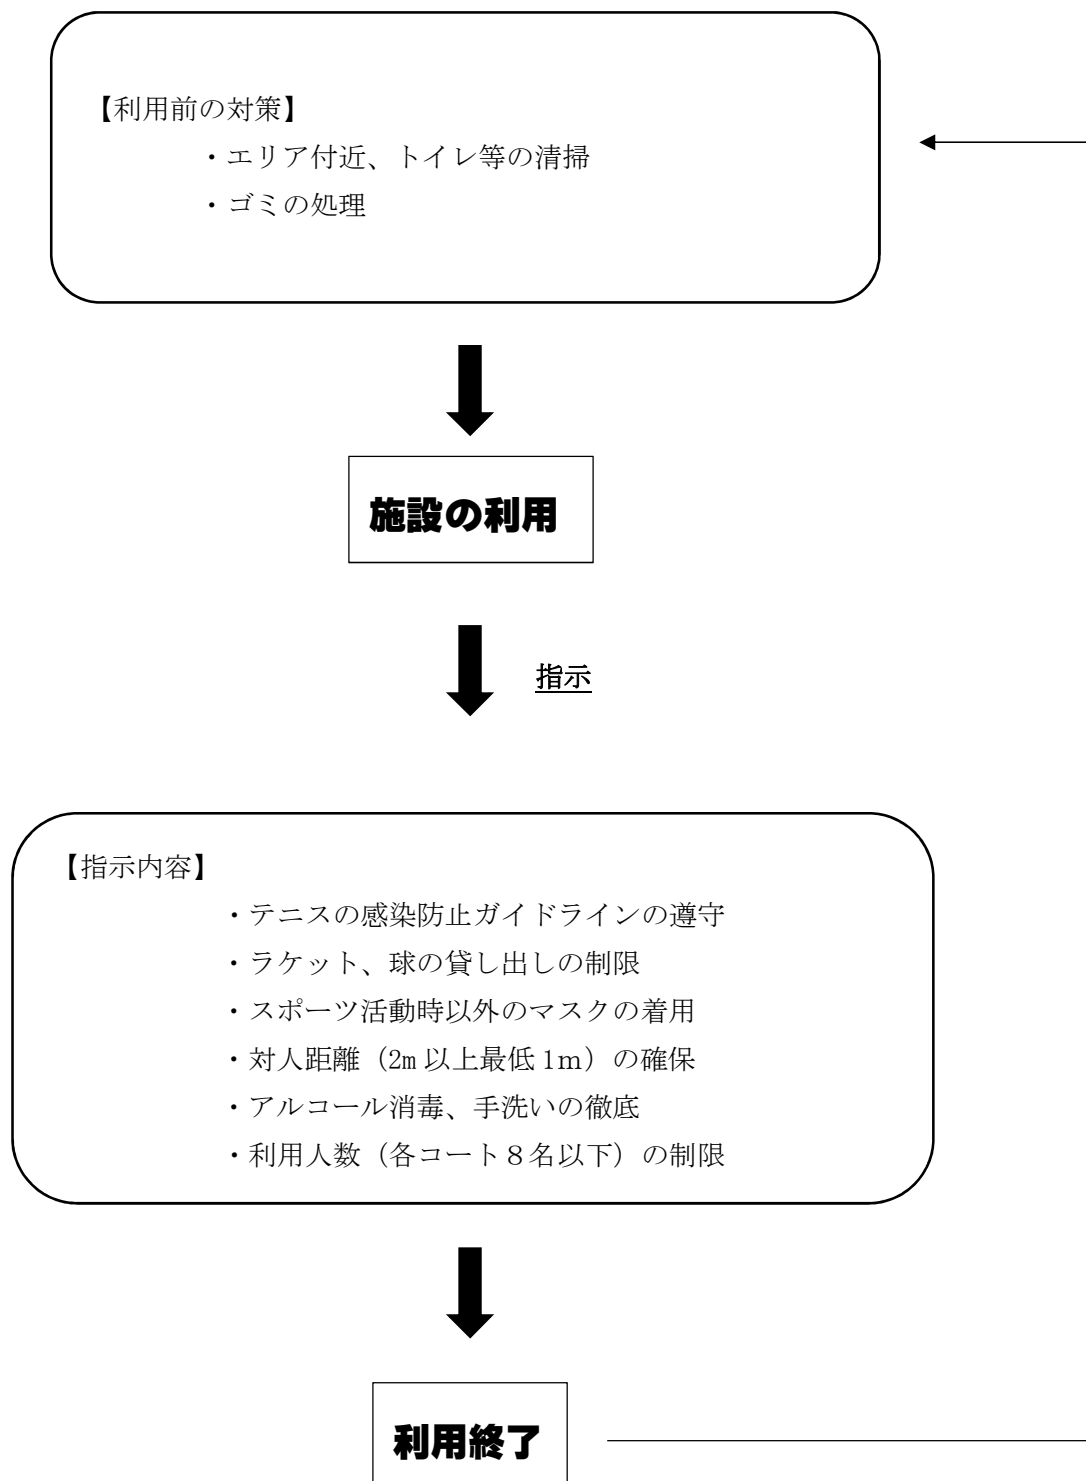 【利用前の対策】
・エリア付近、トイレ等の清掃
・ゴミの処理
施設の利用
指示
【指示内容】
・テニスの感染防止ガイドラインの遵守
・ラケット、球の貸し出しの制限
・スポーツ活動時以外のマスクの着用
・対人距離（2m 以上最低 1ｍ）の確保
・アルコール消毒、手洗いの徹底
・利用人数（各コート８名以下）の制限
利用終了